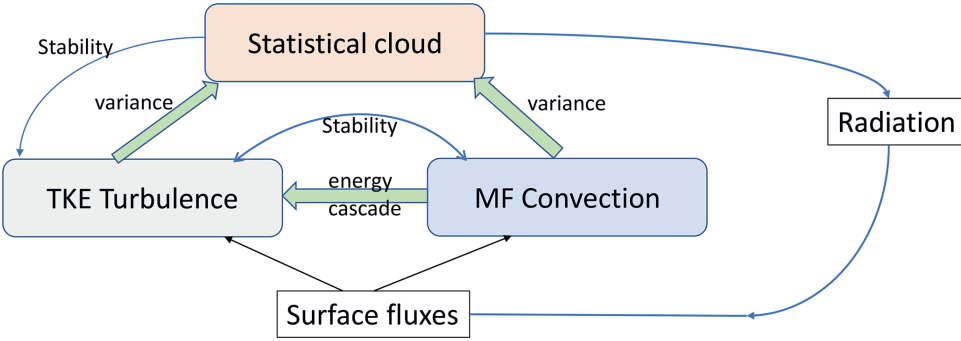 Statistical cloud
Stability
variance
variance
Radiation
Stability
TKE Turbulence
energy
cascade
MF Convection
Surface fluxes